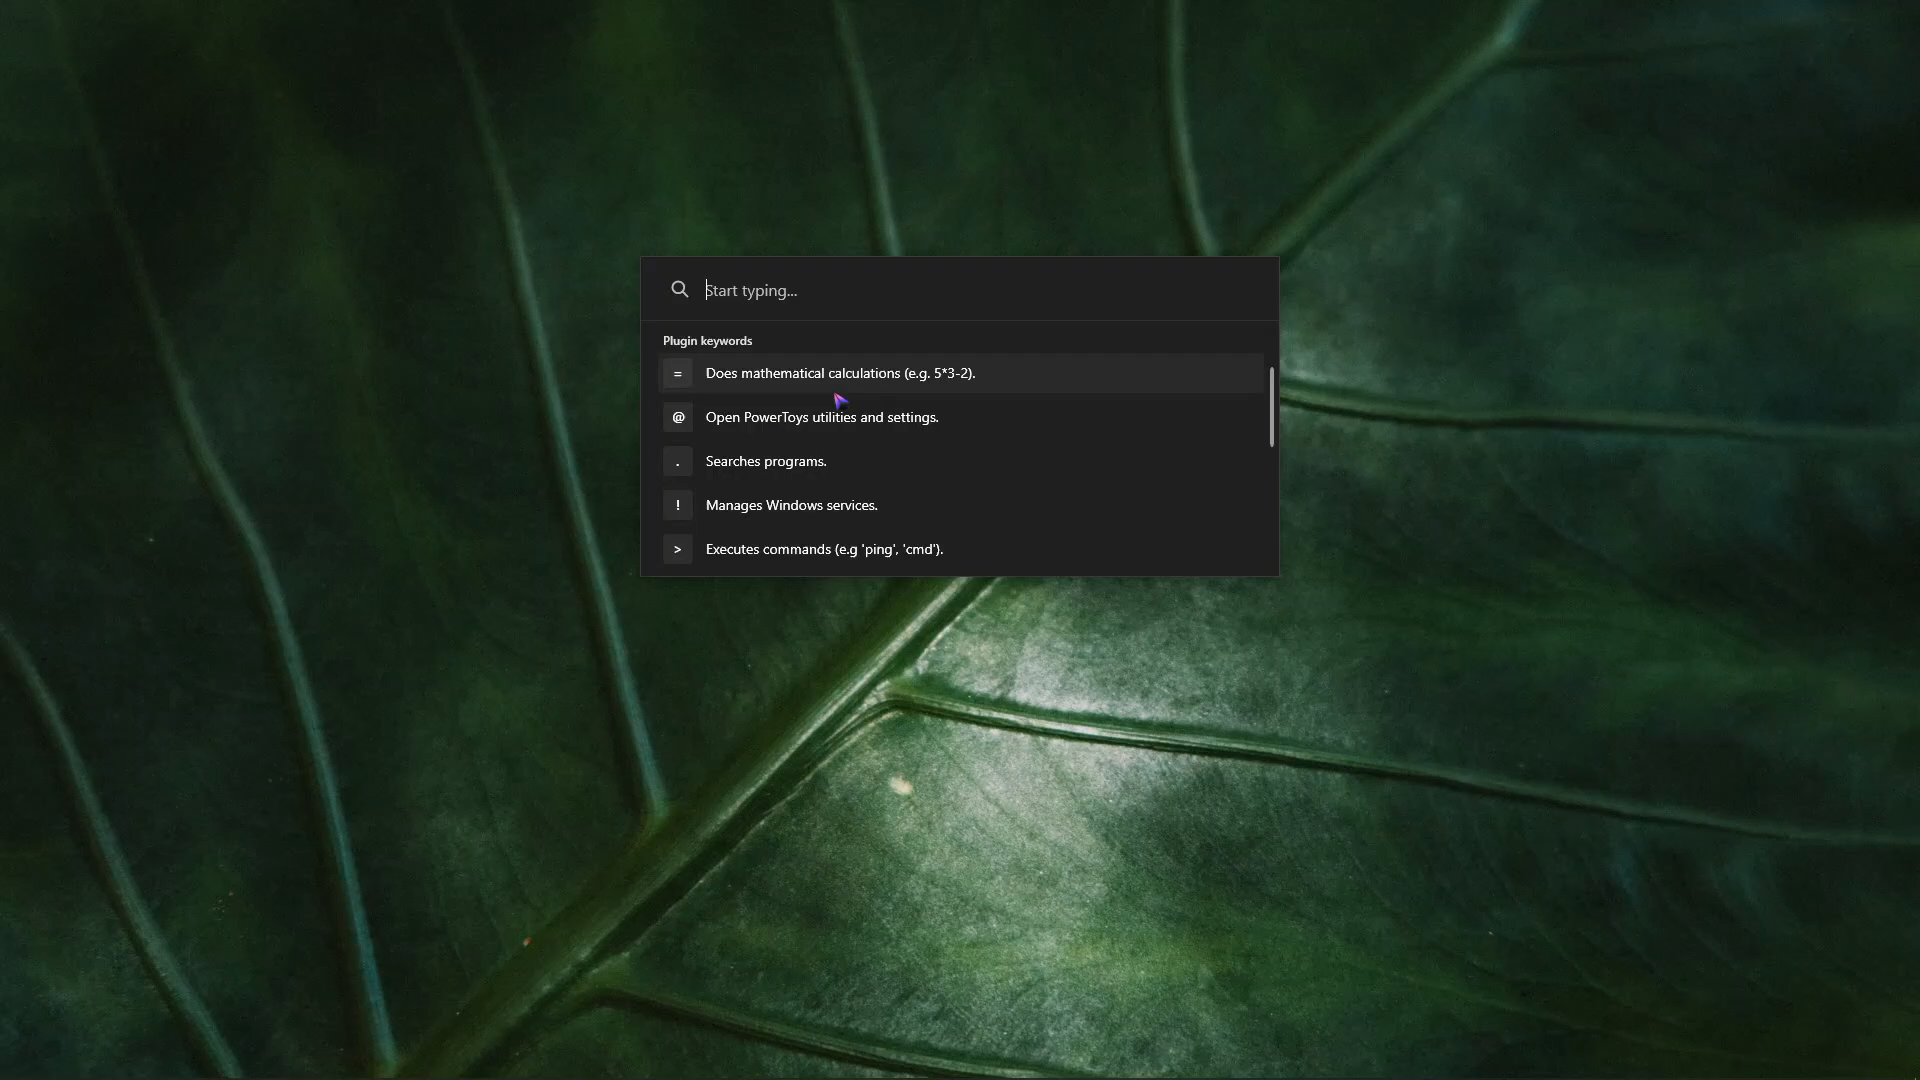 Start typing...
Plugin keywords
= Does mathematical calculations (e.g. 5*3-2).
@ Open PowerToys utilities and settings.
. Searches programs.
! Manages Windows services.
> Executes commands (e.g 'ping', 'cmd').